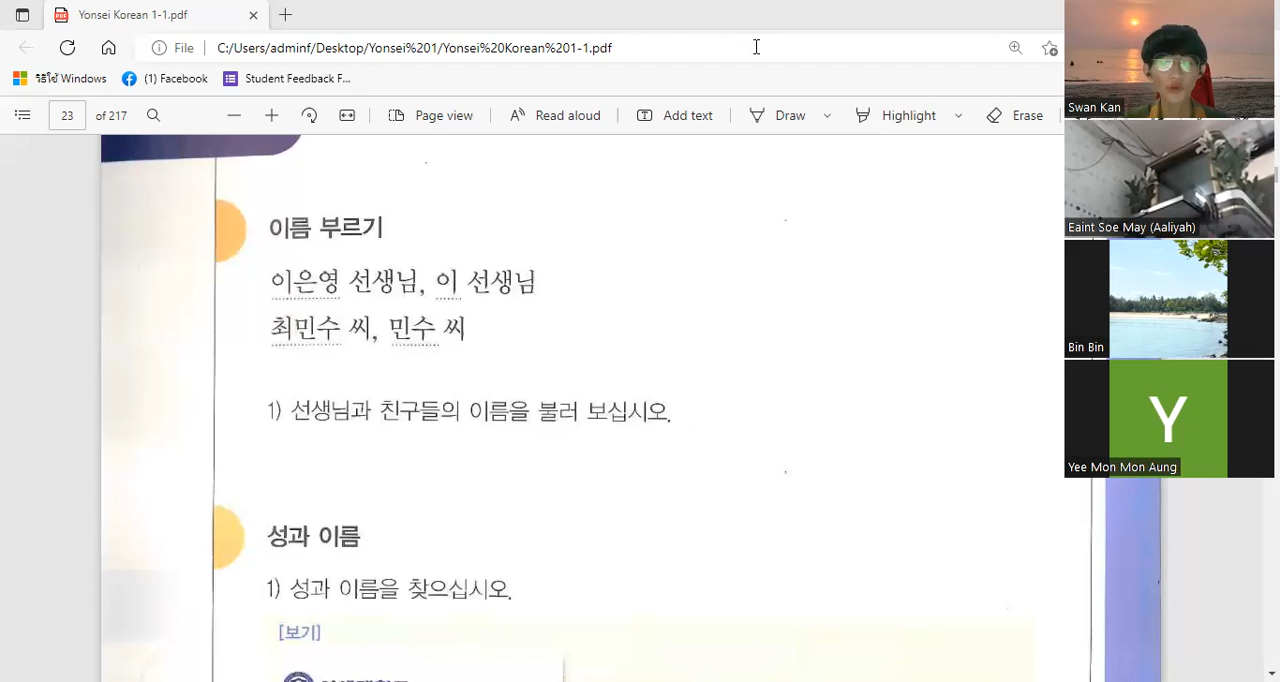 Yonsei Korean 1-1.pdf
File C:/Users/adminf/Desktop/Yonsei%201/Yonsei%20Korean%201-1.pdf
วิธีใช้ Windows (1) Facebook Student Feedback F...
23 of 217 Page view Read aloud Add text Draw Highlight Erase
이름 부르기
이은영 선생님, 이 선생님
최민수 씨, 민수 씨
1) 선생님과 친구들의 이름을 불러 보십시오.
성과 이름
1) 성과 이름을 찾으십시오.
[보기]
Swan Kan
Eaint Soe May (Aaliyah)
Bin Bin
Y
Yee Mon Mon Aung